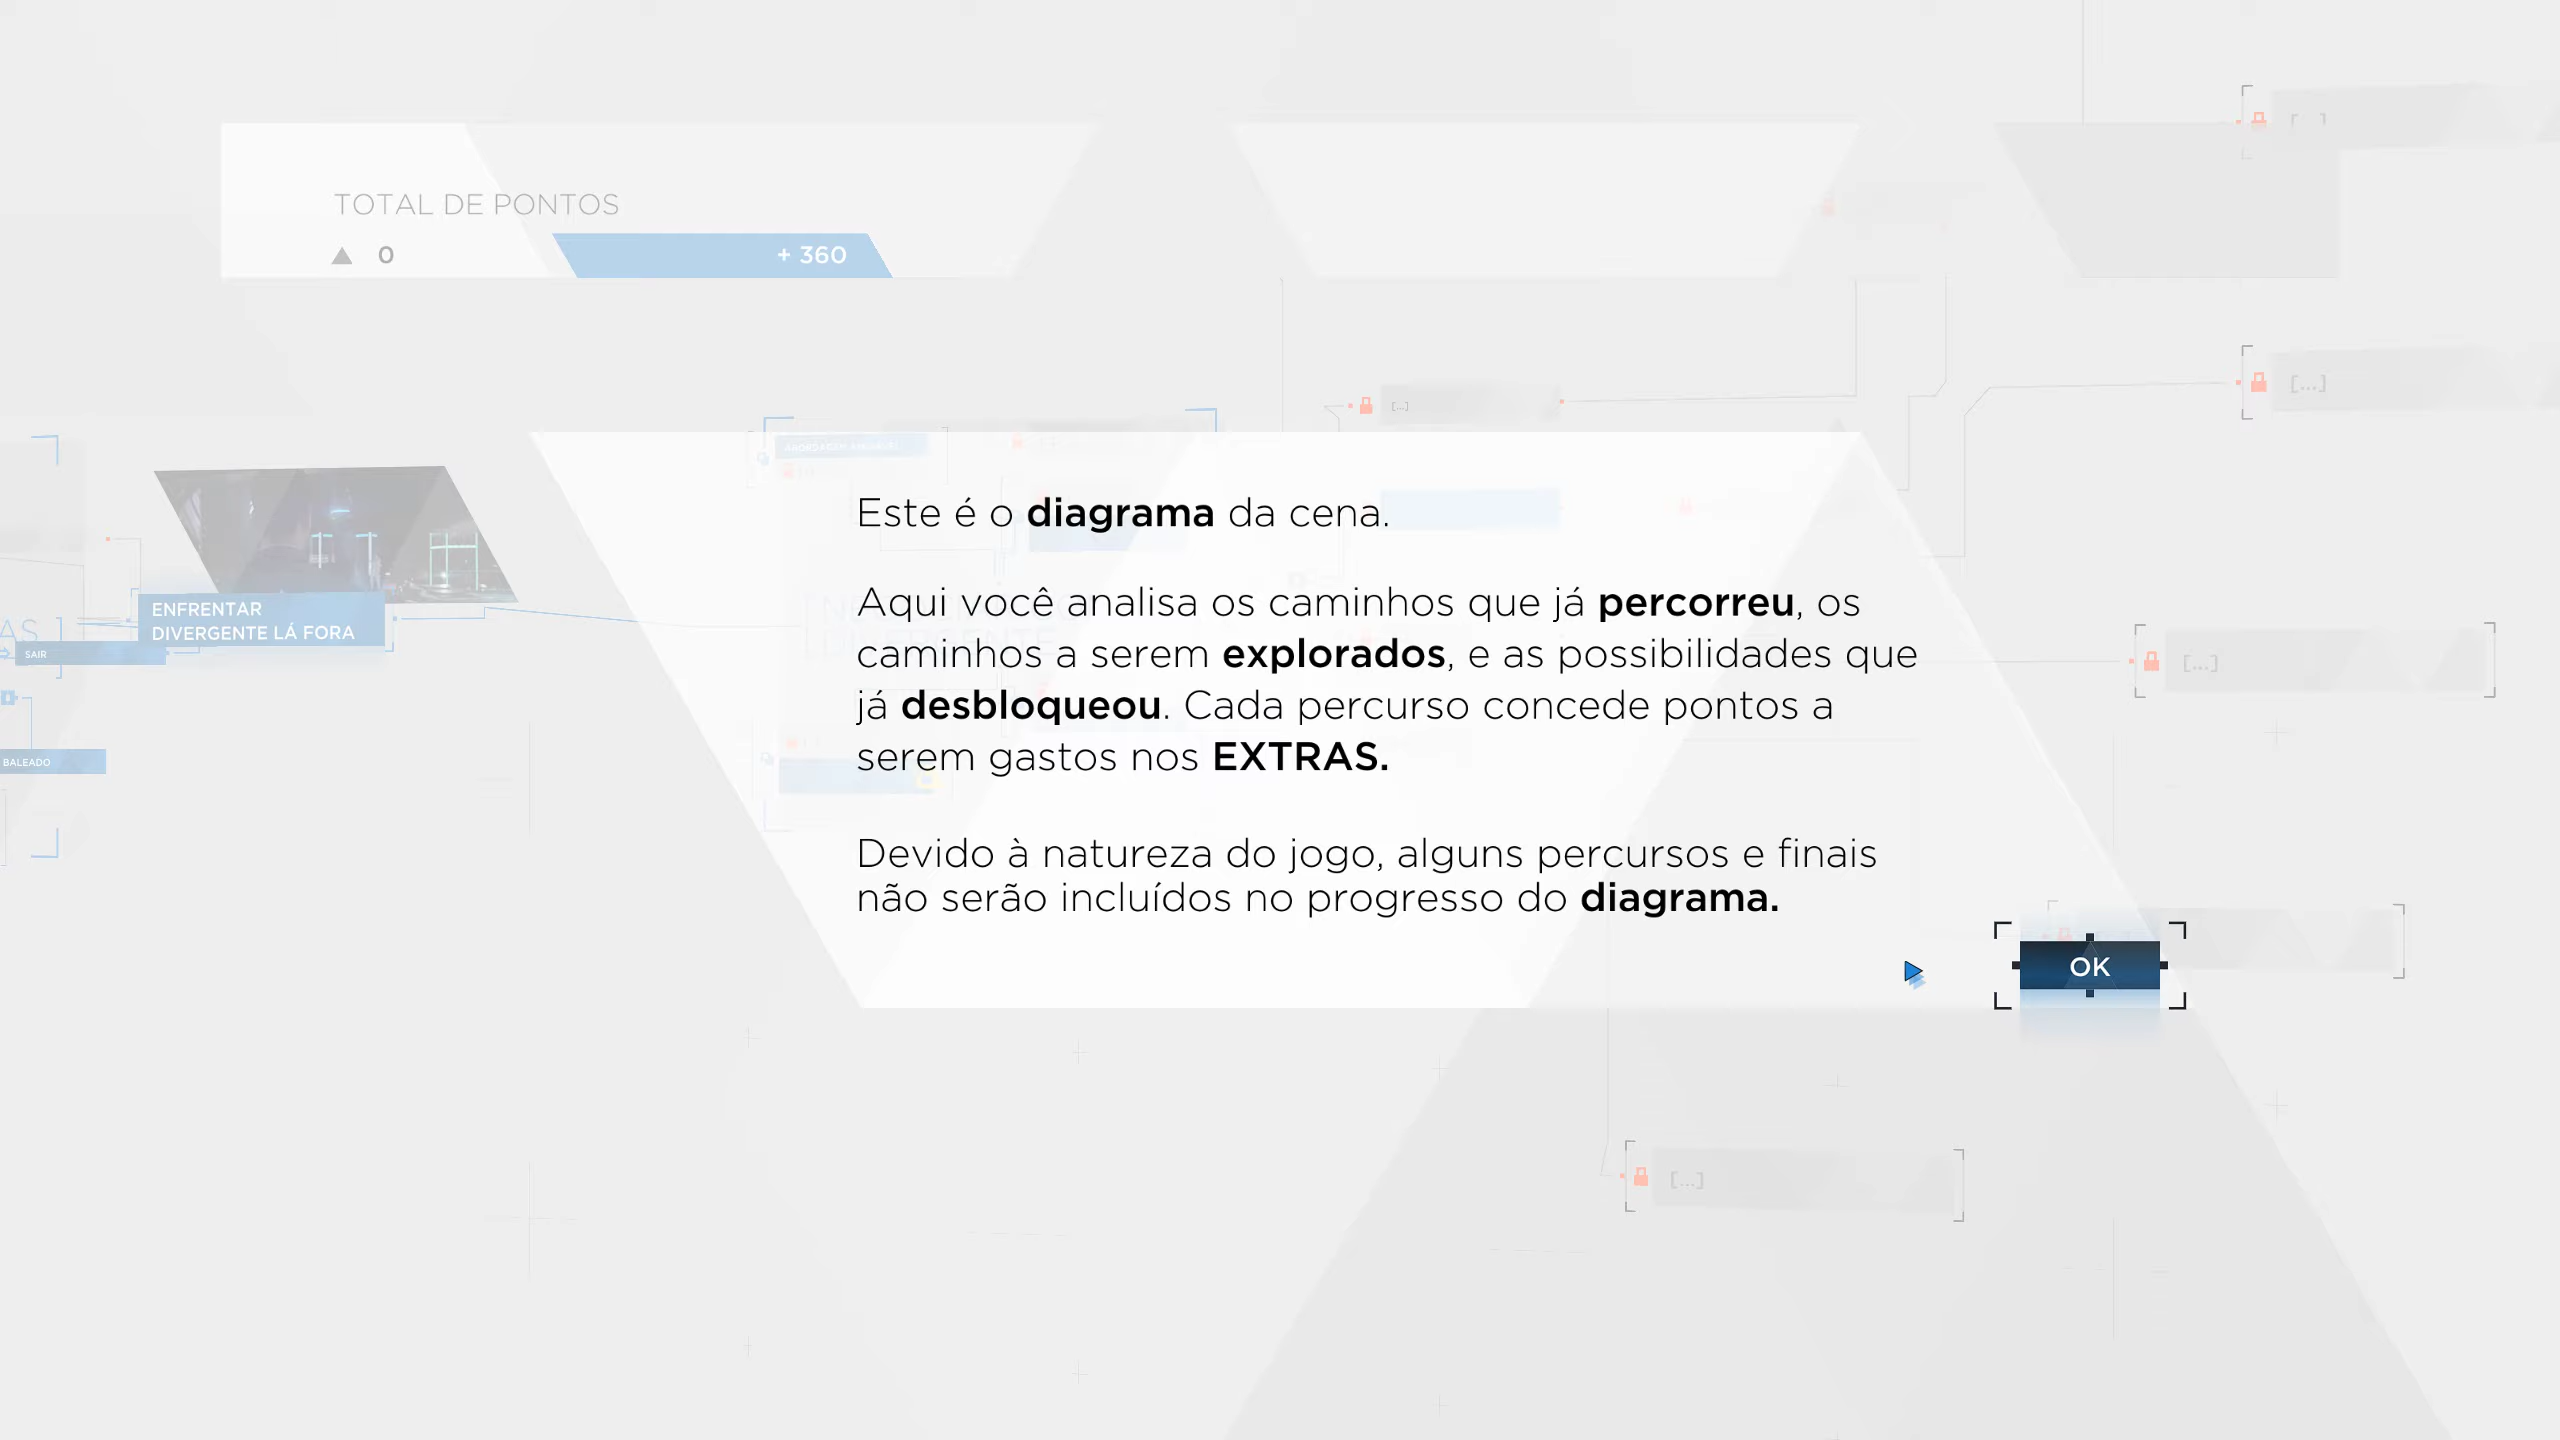 TOTAL DE PONTOS
▲ 0
+ 360
[...]
[...]
Este é o diagrama da cena.
Aqui você analisa os caminhos que já percorreu, os
caminhos a serem explorados, e as possibilidades que
já desbloqueou. Cada percurso concede pontos a
serem gastos nos EXTRAS.
Devido à natureza do jogo, alguns percursos e finais
não serão incluídos no progresso do diagrama.
ENFRENTAR
DIVERGENTE LÁ FORA
SAIR
BALEADO
[...]
OK
[...]